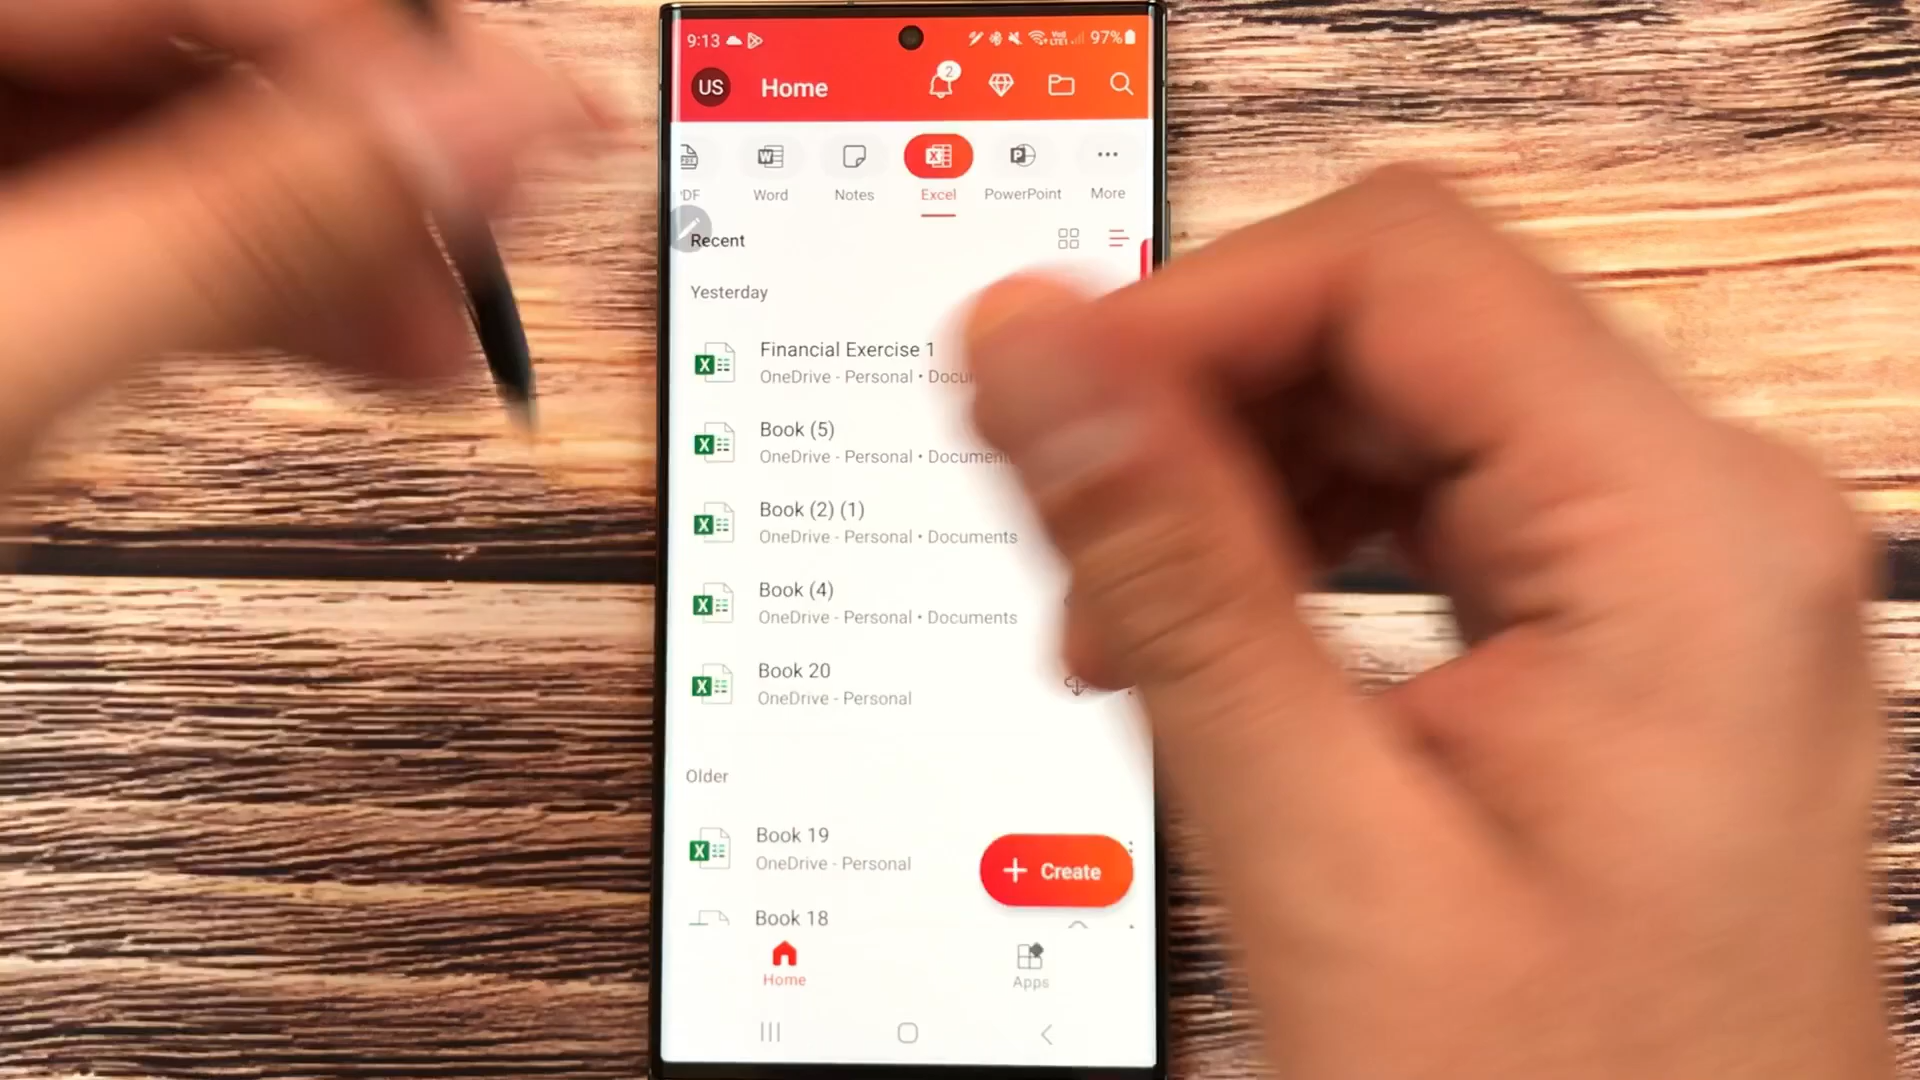 9:13 97%
US Home 2
PDF Word Notes Excel PowerPoint More
Recent
Yesterday
Financial Exercise 1
OneDrive - Personal •
Book (5)
OneDrive - Personal •
Book (2) (1)
OneDrive - Personal • Documents
Book (4)
OneDrive - Personal • Documents
Book 20
OneDrive - Personal
Older
Book 19
OneDrive - Personal
+ Create
Book 18
Home Apps